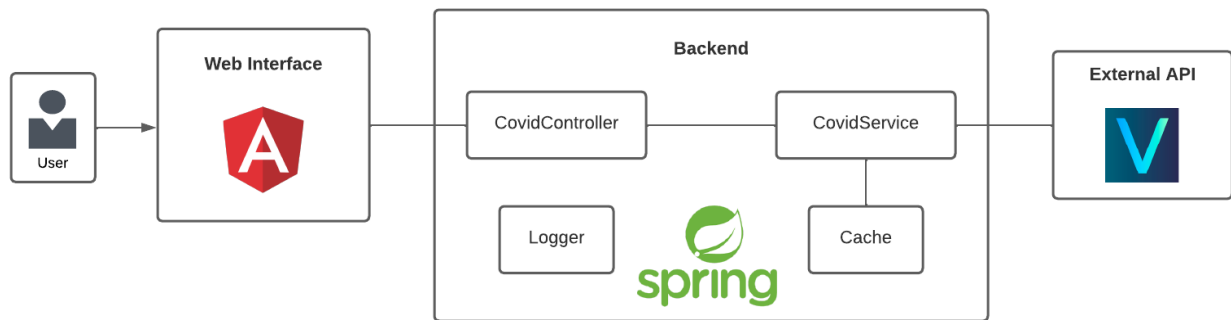 User
Web Interface
A
Backend
CovidController
CovidService
Logger
spring
Cache
External API
V